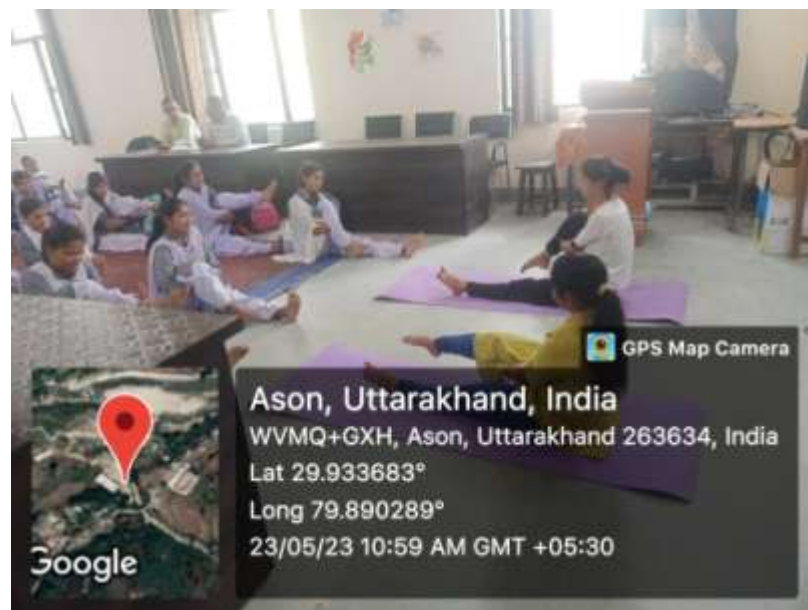 GPS Map Camera
Ason, Uttarakhand, India
WVMQ+GXH, Ason, Uttarakhand 263634, India
Lat 29.933683°
Long 79.890289°
23/05/23 10:59 AM GMT +05:30
Google